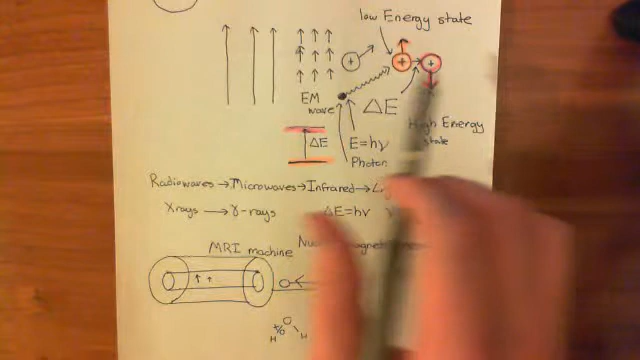 low Energy state
+ + +
EM
wave
ΔE
High Energy
state
ΔE
E=hν
Photon
Radiowaves → Microwaves → Infrared →
Xrays → γ-rays ΔE=hν
MRI machine
H H